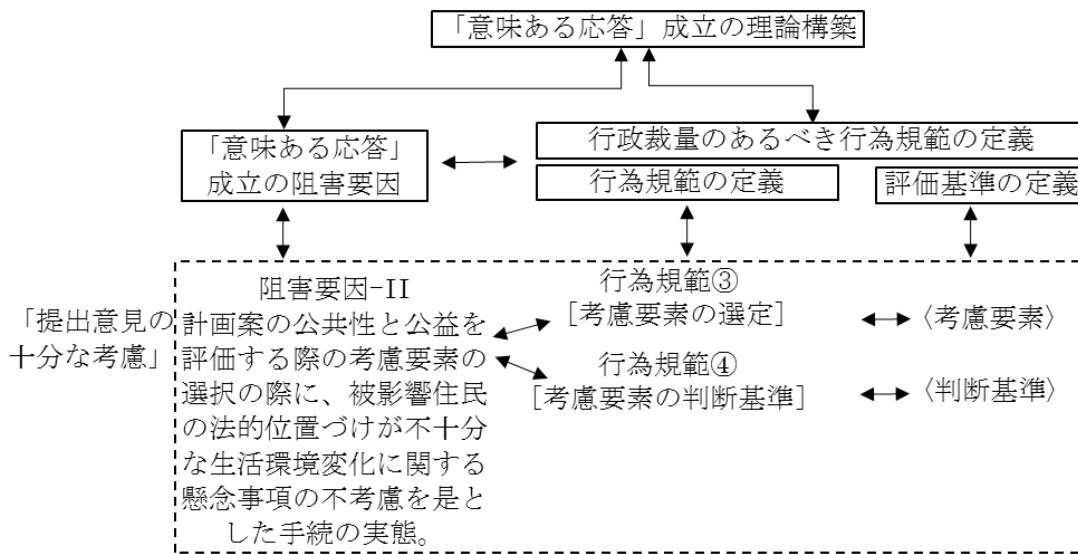 「意味ある応答」成立の理論構築
「意味ある応答」
成立の阻害要因
行政裁量のあるべき行為規範の定義
行為規範の定義
評価基準の定義
「提出意見の
十分な考慮」
阻害要因-II
計画案の公共性と公益を
評価する際の考慮要素の
選択の際に、被影響住民
の法的位置づけが不十分
な生活環境変化に関する
懸念事項の不考慮を是と
した手続の実態。
行為規範③
[考慮要素の選定]
〈考慮要素〉
行為規範④
[考慮要素の判断基準]
〈判断基準〉